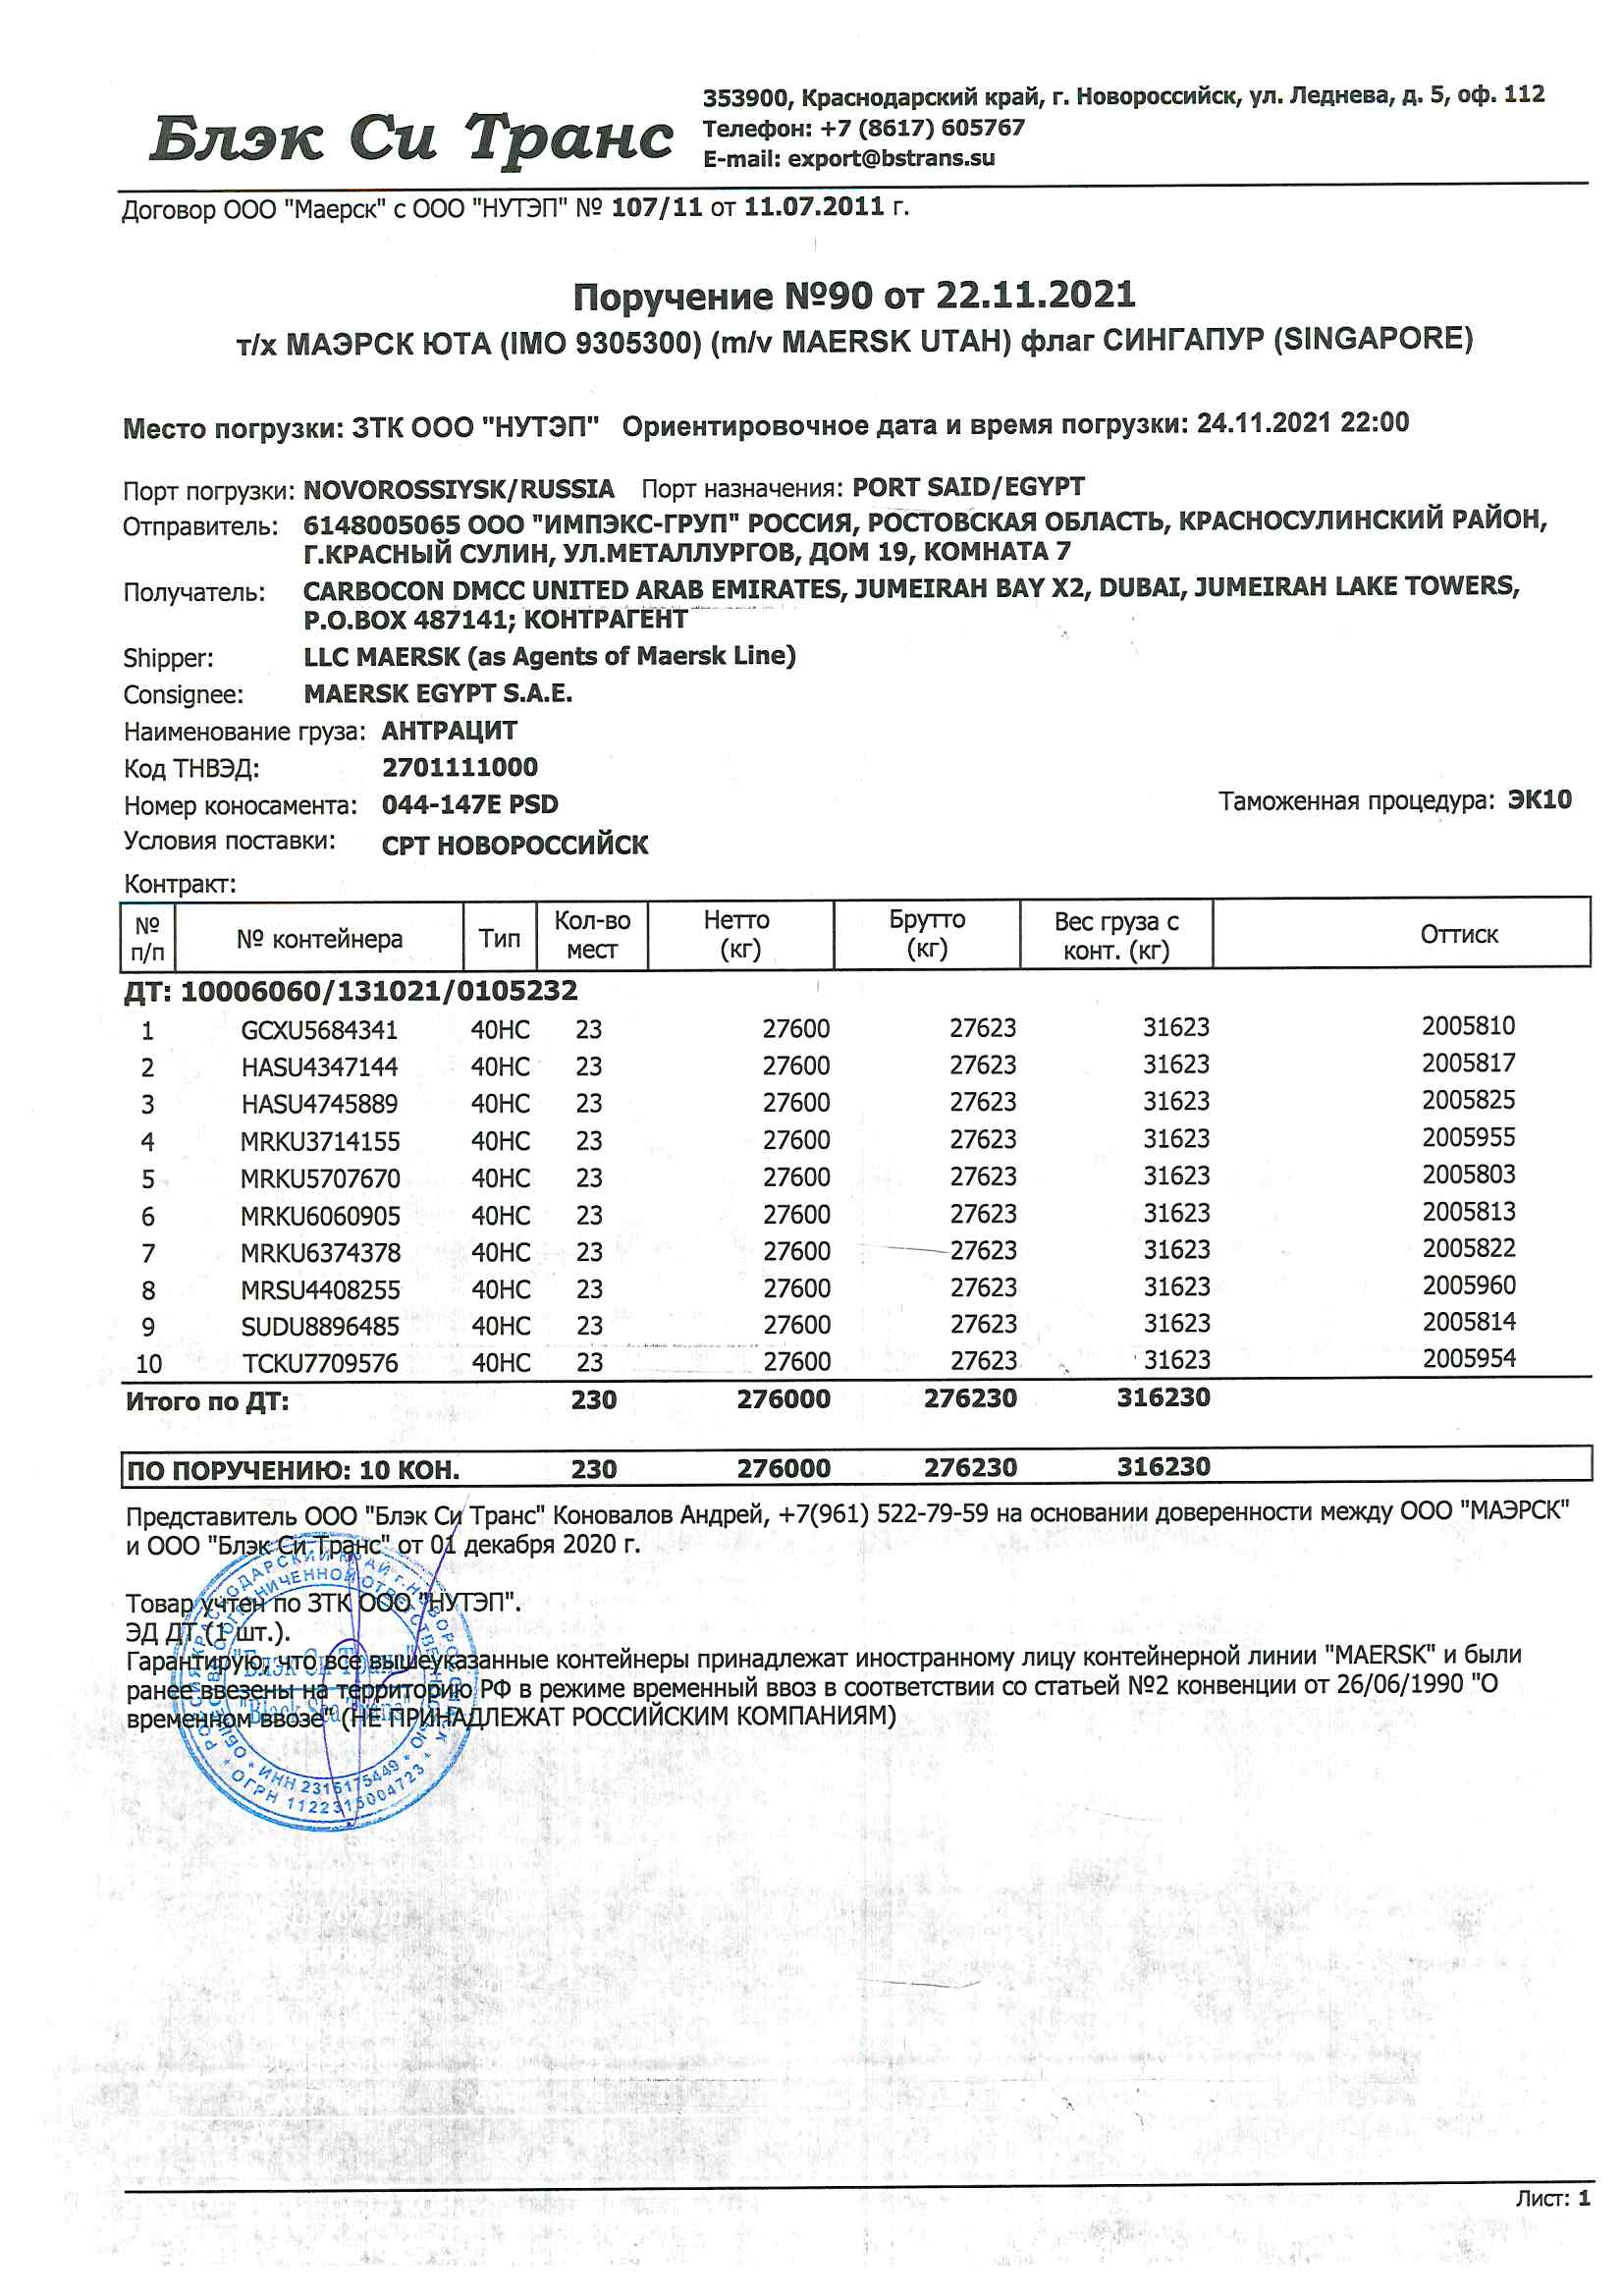 Блэк Си Транс
353900, Краснодарский край, г. Новороссийск, ул. Леднева, д. 5, оф. 112
Телефон: +7 (8617) 605767
E-mail: export@bstrans.su
Договор ООО "Маерск" с ООО "НУТЭП" № 107/11 от 11.07.2011 г.
Поручение №90 от 22.11.2021
т/х МАЭРСК ЮТА (IMO 9305300) (m/v MAERSK UTAH) флаг СИНГАПУР (SINGAPORE)
Место погрузки: ЗТК ООО "НУТЭП" Ориентировочное дата и время погрузки: 24.11.2021 22:00
Порт погрузки: NOVOROSSIYSK/RUSSIA Порт назначения: PORT SAID/EGYPT
Отправитель: 6148005065 ООО "ИМПЭКС-ГРУП" РОССИЯ, РОСТОВСКАЯ ОБЛАСТЬ, КРАСНОСУЛИНСКИЙ РАЙОН,
Г.КРАСНЫЙ СУЛИН, УЛ.МЕТАЛЛУРГОВ, ДОМ 19, КОМНАТА 7
Получатель: CARBOCON DMCC UNITED ARAB EMIRATES, JUMEIRAH BAY X2, DUBAI, JUMEIRAH LAKE TOWERS,
P.O.BOX 487141; КОНТРАГЕНТ
Shipper: LLC MAERSK (as Agents of Maersk Line)
Consignee: MAERSK EGYPT S.A.E.
Наименование груза: АНТРАЦИТ
Код ТНВЭД: 2701111000
Номер коносамента: 044-147E PSD Таможенная процедура: ЭК10
Условия поставки: CPT НОВОРОССИЙСК
Контракт:
№ п/п № контейнера Тип Кол-во мест Нетто (кг) Брутто (кг) Вес груза с конт. (кг) Оттиск
ДТ: 10006060/131021/0105232
1 GCXU5684341 40HC 23 27600 27623 31623 2005810
2 HASU4347144 40HC 23 27600 27623 31623 2005817
3 HASU4745889 40HC 23 27600 27623 31623 2005825
4 MRKU3714155 40HC 23 27600 27623 31623 2005955
5 MRKU5707670 40HC 23 27600 27623 31623 2005803
6 MRKU6060905 40HC 23 27600 27623 31623 2005813
7 MRKU6374378 40HC 23 27600 27623 31623 2005822
8 MRSU4408255 40HC 23 27600 27623 31623 2005960
9 SUDU8896485 40HC 23 27600 27623 31623 2005814
10 TCKU7709576 40HC 23 27600 27623 31623 2005954
Итого по ДТ: 230 276000 276230 316230
ПО ПОРУЧЕНИЮ: 10 КОН. 230 276000 276230 316230
Представитель ООО "Блэк Си Транс" Коновалов Андрей, +7(961) 522-79-59 на основании доверенности между ООО "МАЭРСК"
и ООО "Блэк Си Транс" от 01 декабря 2020 г.
Товар учтен по ЗТК ООО "НУТЭП".
ЭД ДТ (1 шт.).
Гарантирую, что все вышеуказанные контейнеры принадлежат иностранному лицу контейнерной линии "MAERSK" и были
ранее ввезены на территорию РФ в режиме временный ввоз в соответствии со статьей №2 конвенции от 26/06/1990 "О
временном ввозе" (НЕ ПРИНАДЛЕЖАТ РОССИЙСКИМ КОМПАНИЯМ)
РОССИЯ КРАСНОДАРСКИЙ КРАЙ Г.НОВОРОССИЙСК
ОБЩЕСТВО С ОГРАНИЧЕННОЙ ОТВЕТСТВЕННОСТЬЮ
"Блэк Си Транс"
"Black Sea Trans"
* ИНН 2315175449 *
* ОГРН 1122315004723 *
Лист: 1